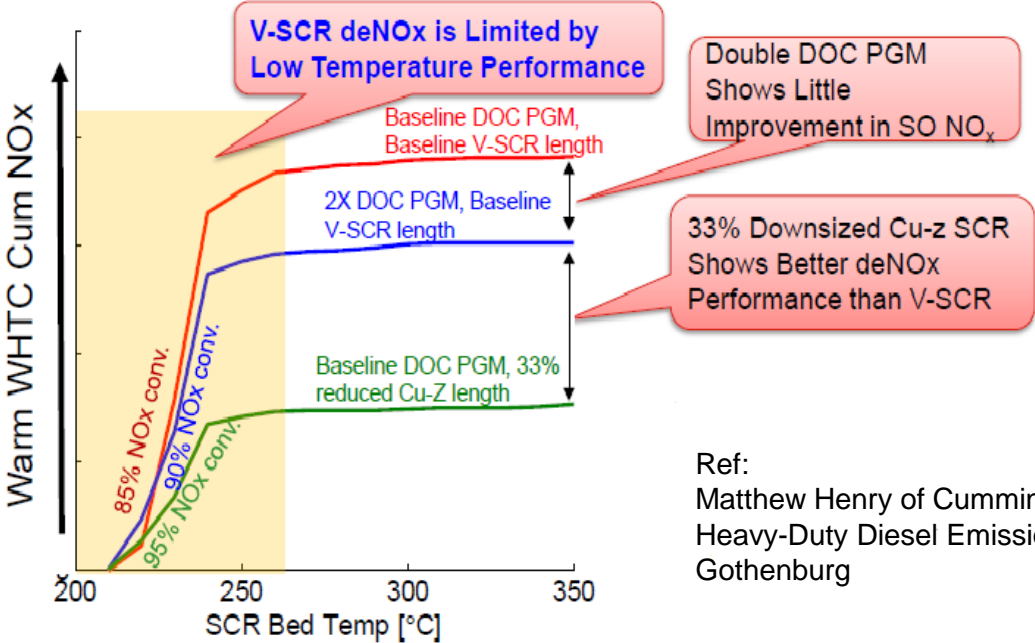 V-SCR deNOx is Limited by
Low Temperature Performance
Double DOC PGM
Shows Little
Improvement in SO NOx
Baseline DOC PGM,
Baseline V-SCR length
2X DOC PGM, Baseline
V-SCR length
33% Downsized Cu-z SCR
Shows Better deNOx
Performance than V-SCR
Baseline DOC PGM, 33%
reduced Cu-Z length
85% NOx conv.
90% NOx conv.
95% NOx conv.
Warm WHTC Cum NOx
200 250 300 350
SCR Bed Temp [°C]
Ref:
Matthew Henry of Cummin
Heavy-Duty Diesel Emissio
Gothenburg